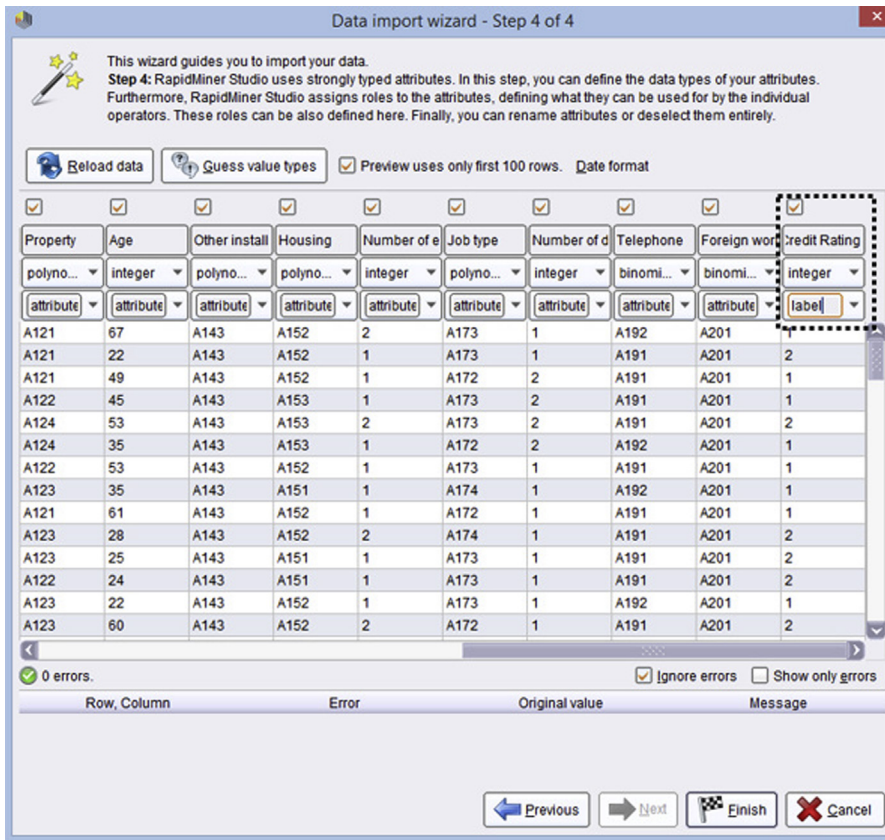 Data import wizard - Step 4 of 4
This wizard guides you to import your data.
Step 4: RapidMiner Studio uses strongly typed attributes. In this step, you can define the data types of your attributes.
Furthermore, RapidMiner Studio assigns roles to the attributes, defining what they can be used for by the individual
operators. These roles can be also defined here. Finally, you can rename attributes or deselect them entirely.
Reload data Guess value types Preview uses only first 100 rows. Date format
Property Age Other install Housing Number of e Job type Number of d Telephone Foreign wor Credit Rating
polyno... integer polyno... polyno... integer polyno... integer binomi... binomi... integer
attribute attribute attribute attribute attribute attribute attribute attribute attribute label
A121 67 A143 A152 2 A173 1 A192 A201 1
A121 22 A143 A152 1 A173 1 A191 A201 2
A121 49 A143 A152 1 A172 2 A191 A201 1
A122 45 A143 A153 1 A173 2 A191 A201 1
A124 53 A143 A153 2 A173 2 A191 A201 2
A124 35 A143 A153 1 A172 2 A192 A201 1
A122 53 A143 A152 1 A173 1 A191 A201 1
A123 35 A143 A151 1 A174 1 A192 A201 1
A121 61 A143 A152 1 A172 1 A191 A201 1
A123 28 A143 A152 2 A174 1 A191 A201 2
A123 25 A143 A151 1 A173 1 A191 A201 2
A122 24 A143 A151 1 A173 1 A191 A201 2
A123 22 A143 A152 1 A173 1 A192 A201 1
A123 60 A143 A152 2 A172 1 A191 A201 2
0 errors. Ignore errors Show only errors
Row, Column Error Original value Message
Previous Next Finish Cancel